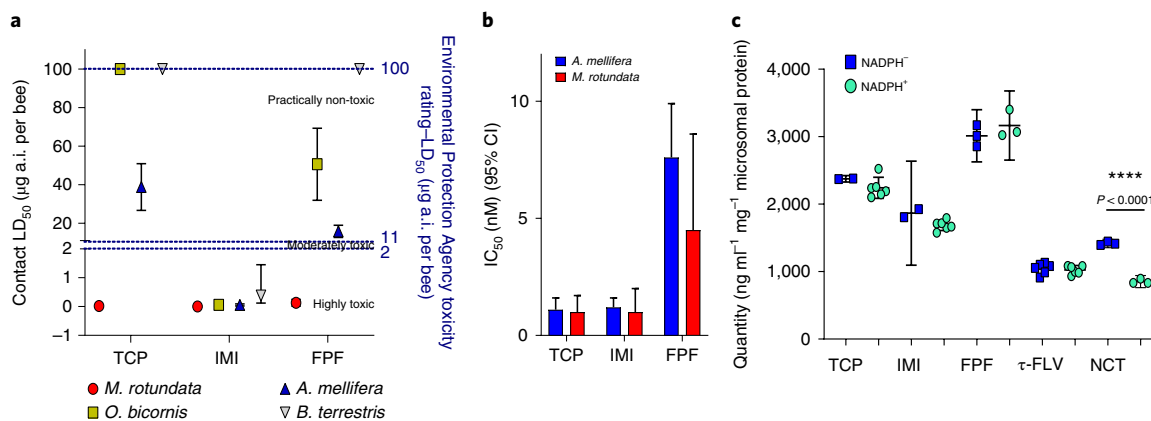 a
Contact LD50 (µg a.i. per bee)
100
80
60
40
20
2
2
1
0
−1
Practically non-toxic
Moderately toxic
Highly toxic
100
11
2
Environmental Protection Agency toxicity
rating–LD50 (µg a.i. per bee)
TCP
IMI
FPF
M. rotundata
A. mellifera
O. bicornis
B. terrestris
b
IC50 (nM) (95% CI)
10
5
0
A. mellifera
M. rotundata
TCP
IMI
FPF
c
Quantity (ng ml−1 mg−1 microsomal protein)
4,000
3,000
2,000
1,000
0
NADPH−
NADPH+
****
P < 0.0001
TCP
IMI
FPF
τ-FLV
NCT